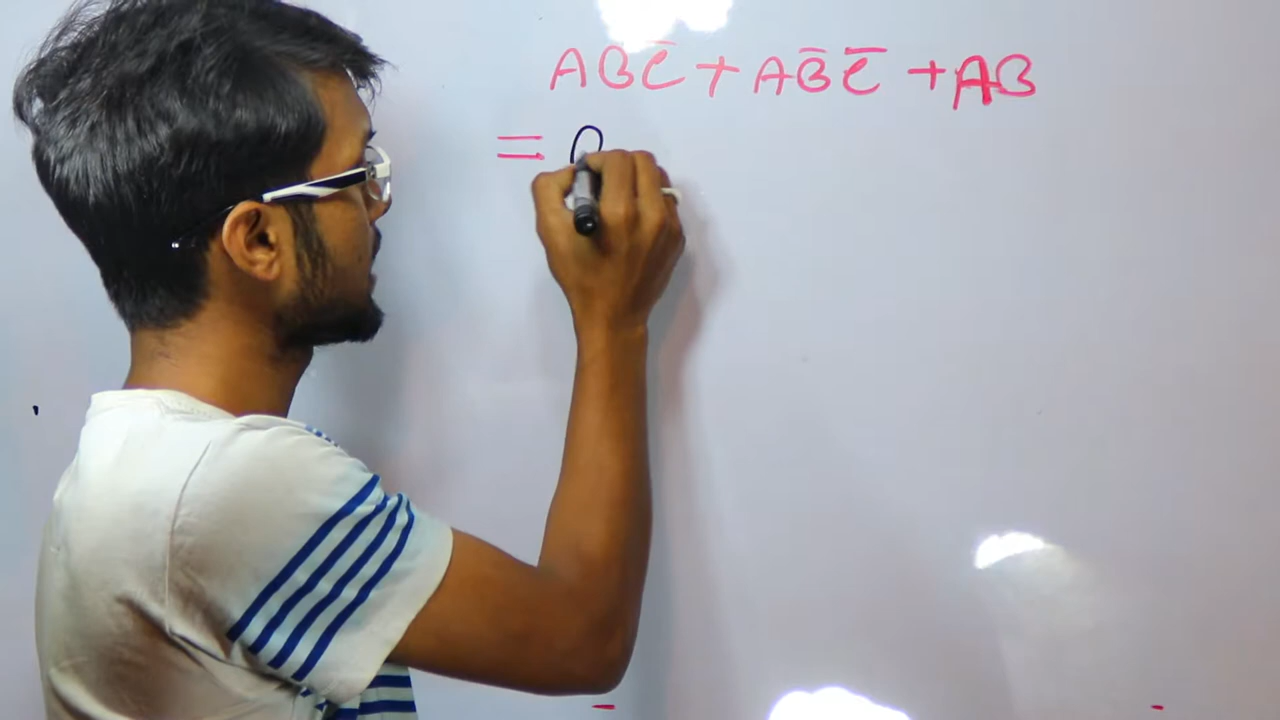 ABC̅ + AB̅C̅ + AB
= A